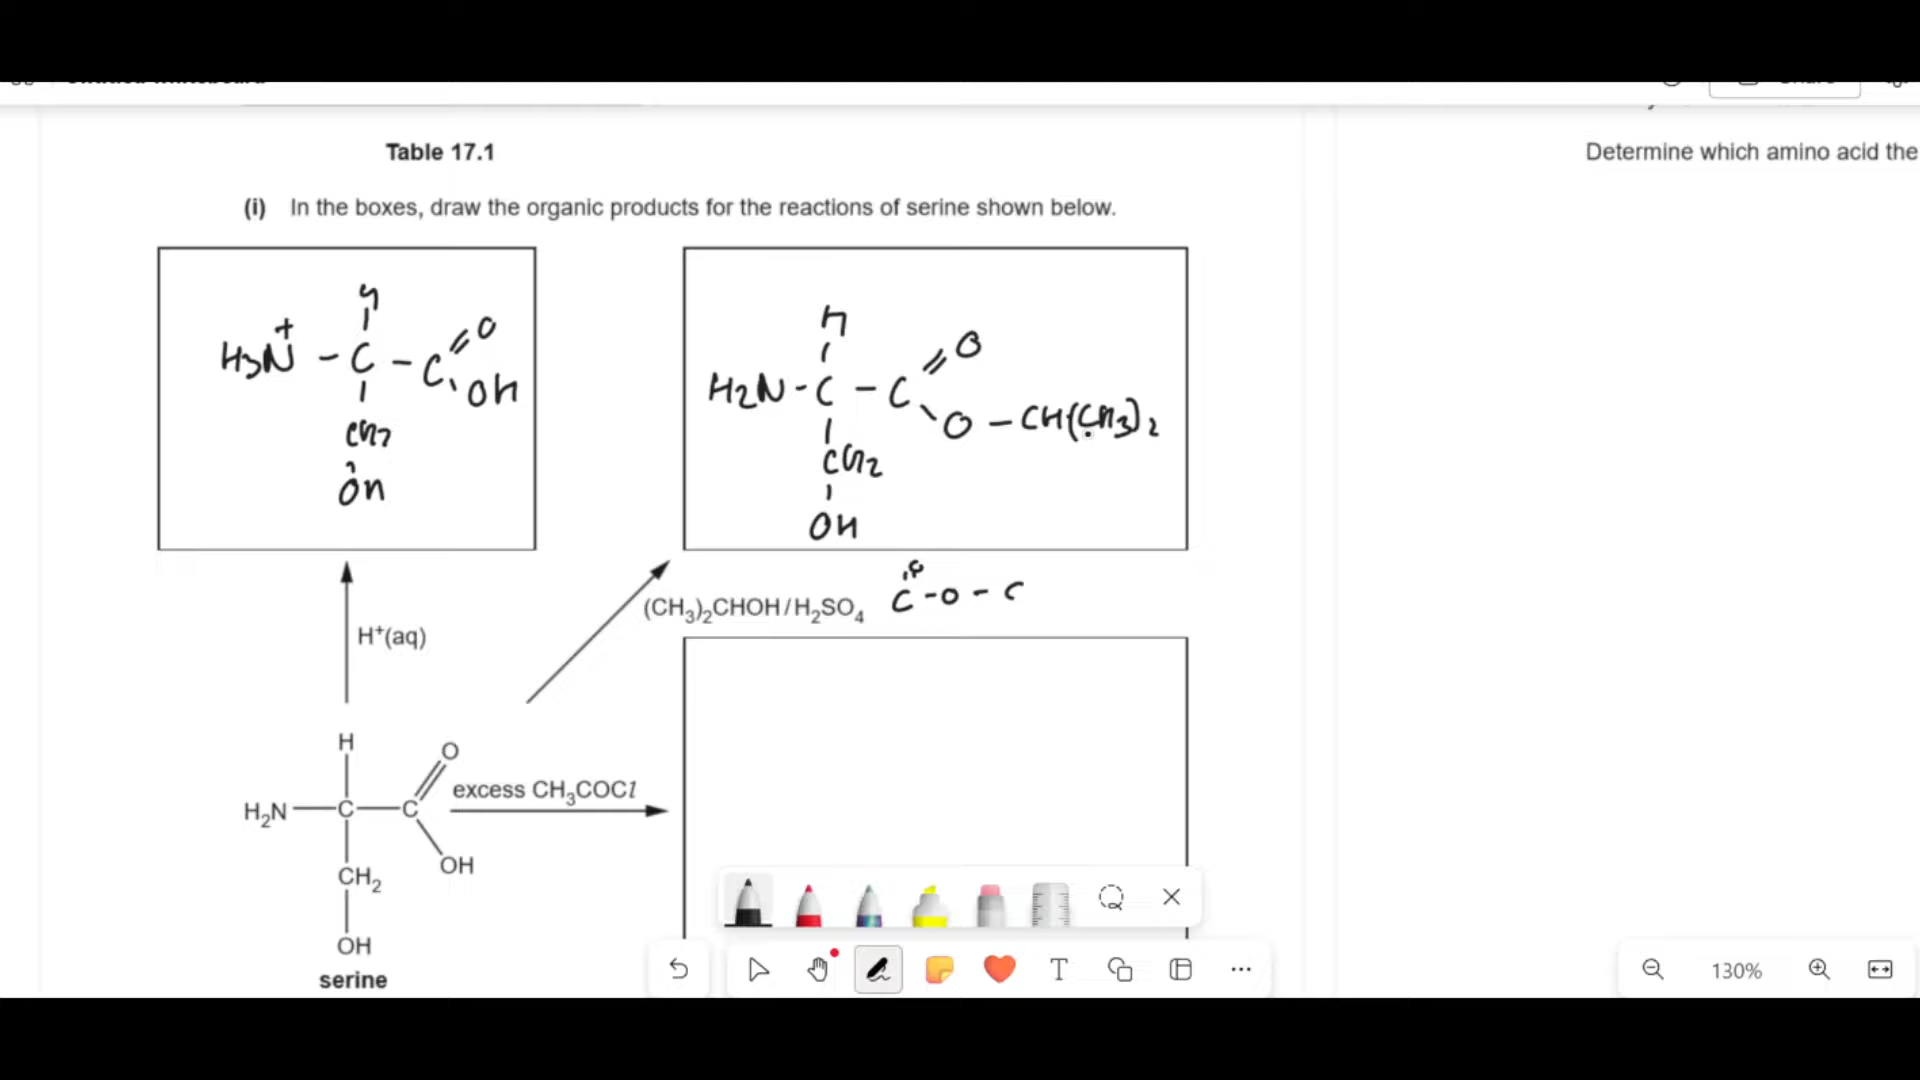 Table 17.1
Determine which amino acid the
(i) In the boxes, draw the organic products for the reactions of serine shown below.
H
H3N+ - C - C = O
OH
CH2
OH
H
H2N - C - C = O
O - CH(CH3)2
CH2
OH
(CH3)2CHOH/H2SO4
C - O - C
H+(aq)
H
O
excess CH3COCl
H2N C C
OH
CH2
OH
serine
130%